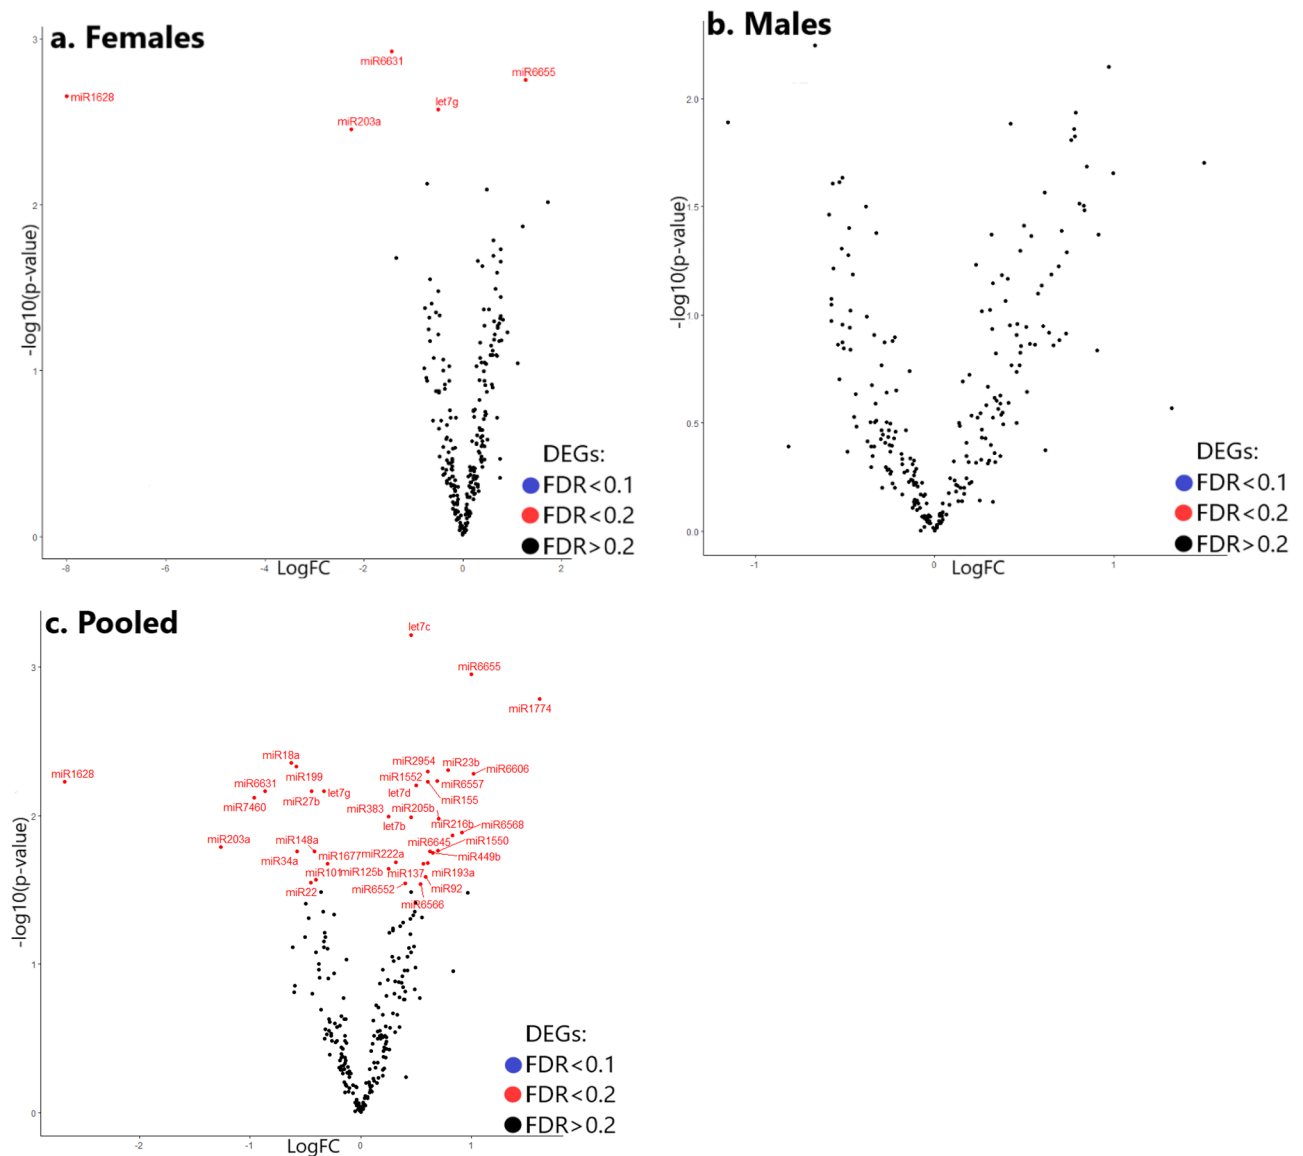 a. Females
3
2
1
0
-log10(p-value)
miR6631
miR6655
miR1628
let7g
miR203a
DEGs:
FDR<0.1
FDR<0.2
FDR>0.2
-8
-6
-4
-2
0
2
LogFC
b. Males
2.0
1.5
1.0
0.5
0.0
-log10(p-value)
DEGs:
FDR<0.1
FDR<0.2
FDR>0.2
-1
0
1
LogFC
c. Pooled
3
2
1
0
-log10(p-value)
let7c
miR6655
miR1774
miR18a
miR2954
miR23b
miR6606
miR1628
miR199
miR6631
miR1552
miR6557
miR7460
miR27b
let7g
let7d
miR155
miR383
miR205b
let7b
miR216b
miR6568
miR203a
miR148a
miR6645
miR1550
miR34a
miR1677
miR222a
miR449b
miR101
miR125b
miR137
miR193a
miR22
miR6552
miR92
miR6566
DEGs:
FDR<0.1
FDR<0.2
FDR>0.2
-2
-1
0
1
LogFC